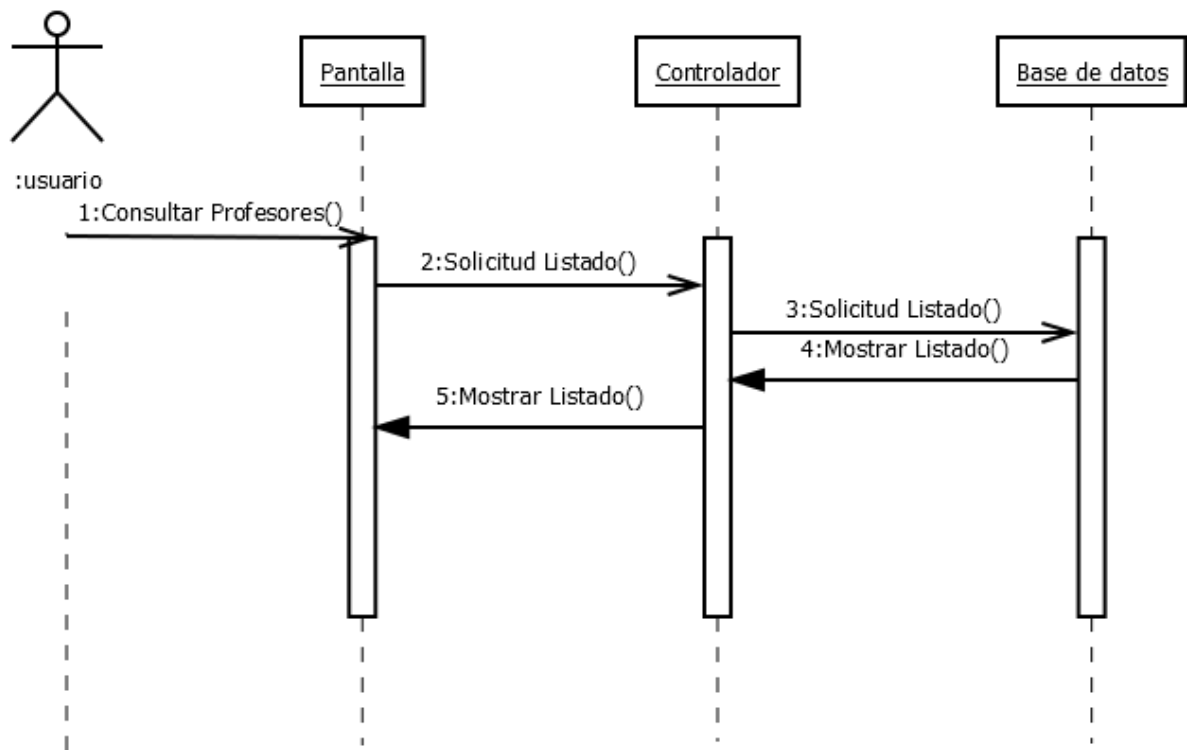 Pantalla
Controlador
Base de datos
:usuario
1:Consultar Profesores()
2:Solicitud Listado()
3:Solicitud Listado()
4:Mostrar Listado()
5:Mostrar Listado()